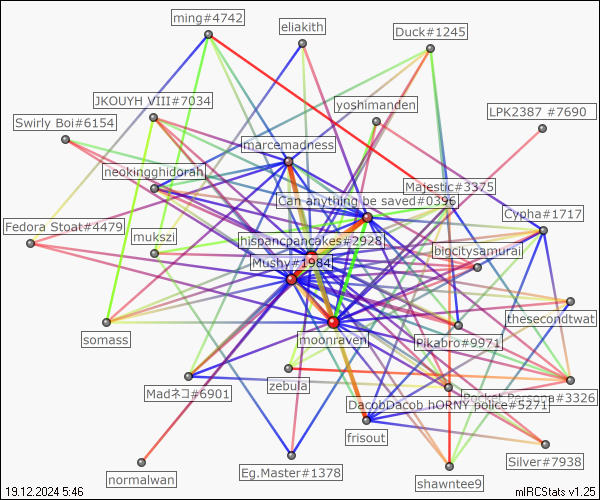 ming#4742
eliakith
Duck#1245
JKOUYH VIII#7034
yoshimanden
LPK2387 #7690
Swirly Boi#6154
marcemadness
neokingghidorah
Majestic#3375
Can anything be saved#0396
Cypha#1717
Fedora Stoat#4479
mukszi
hispancpancakes#2928
bigcitysamurai
Mushy#1984
thesecondtwat
somass
moonraven
Pikabro#9971
Madネコ#6901
zebula
Pocket Persona#3326
DacobDacob hORNY police#5271
frisout
Silver#7938
normalwan
Eg.Master#1378
shawntee9
19.12.2024 5:46
mIRCStats v1.25